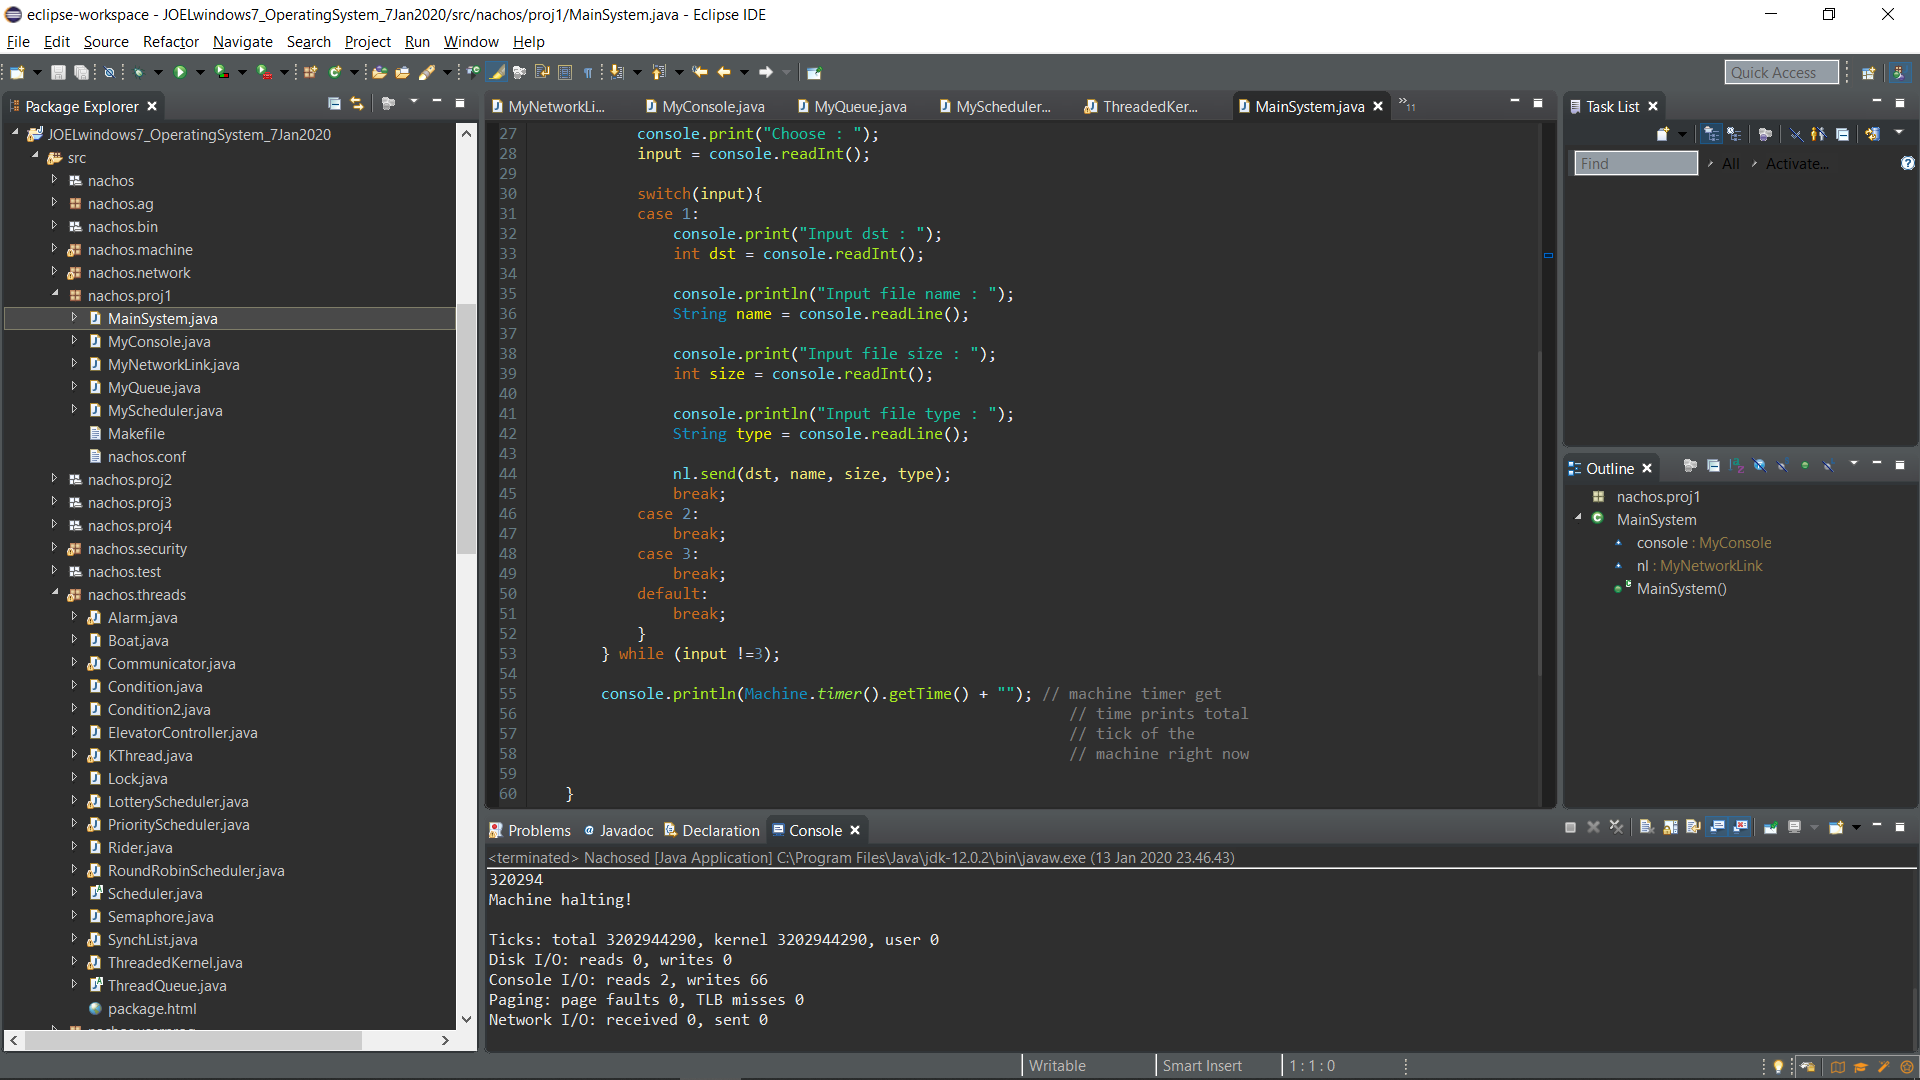 eclipse-workspace - JOELwindows7_OperatingSystem_7Jan2020/src/nachos/proj1/MainSystem.java - Eclipse IDE
File Edit Source Refactor Navigate Search Project Run Window Help
Quick Access
Package Explorer
JOELwindows7_OperatingSystem_7Jan2020
src
nachos
nachos.ag
nachos.bin
nachos.machine
nachos.network
nachos.proj1
MainSystem.java
MyConsole.java
MyNetworkLink.java
MyQueue.java
MyScheduler.java
Makefile
nachos.conf
nachos.proj2
nachos.proj3
nachos.proj4
nachos.security
nachos.test
nachos.threads
Alarm.java
Boat.java
Communicator.java
Condition.java
Condition2.java
ElevatorController.java
KThread.java
Lock.java
LotteryScheduler.java
PriorityScheduler.java
Rider.java
RoundRobinScheduler.java
Scheduler.java
Semaphore.java
SynchList.java
ThreadedKernel.java
ThreadQueue.java
package.html
MyNetworkLi... MyConsole.java MyQueue.java MyScheduler... ThreadedKer... MainSystem.java »11
27 console.print("Choose : ");
28 input = console.readInt();
29
30 switch(input){
31 case 1:
32 console.print("Input dst : ");
33 int dst = console.readInt();
34
35 console.println("Input file name : ");
36 String name = console.readLine();
37
38 console.print("Input file size : ");
39 int size = console.readInt();
40
41 console.println("Input file type : ");
42 String type = console.readLine();
43
44 nl.send(dst, name, size, type);
45 break;
46 case 2:
47 break;
48 case 3:
49 break;
50 default:
51 break;
52 }
53 } while (input !=3);
54
55 console.println(Machine.timer().getTime() + ""); // machine timer get
56 // time prints total
57 // tick of the
58 // machine right now
59
60 }
Task List
Find All Activate...
Outline
nachos.proj1
MainSystem
console : MyConsole
nl : MyNetworkLink
MainSystem()
Problems @ Javadoc Declaration Console
<terminated> Nachosed [Java Application] C:\Program Files\Java\jdk-12.0.2\bin\javaw.exe (13 Jan 2020 23.46.43)
320294
Machine halting!
Ticks: total 3202944290, kernel 3202944290, user 0
Disk I/O: reads 0, writes 0
Console I/O: reads 2, writes 66
Paging: page faults 0, TLB misses 0
Network I/O: received 0, sent 0
Writable Smart Insert 1 : 1 : 0